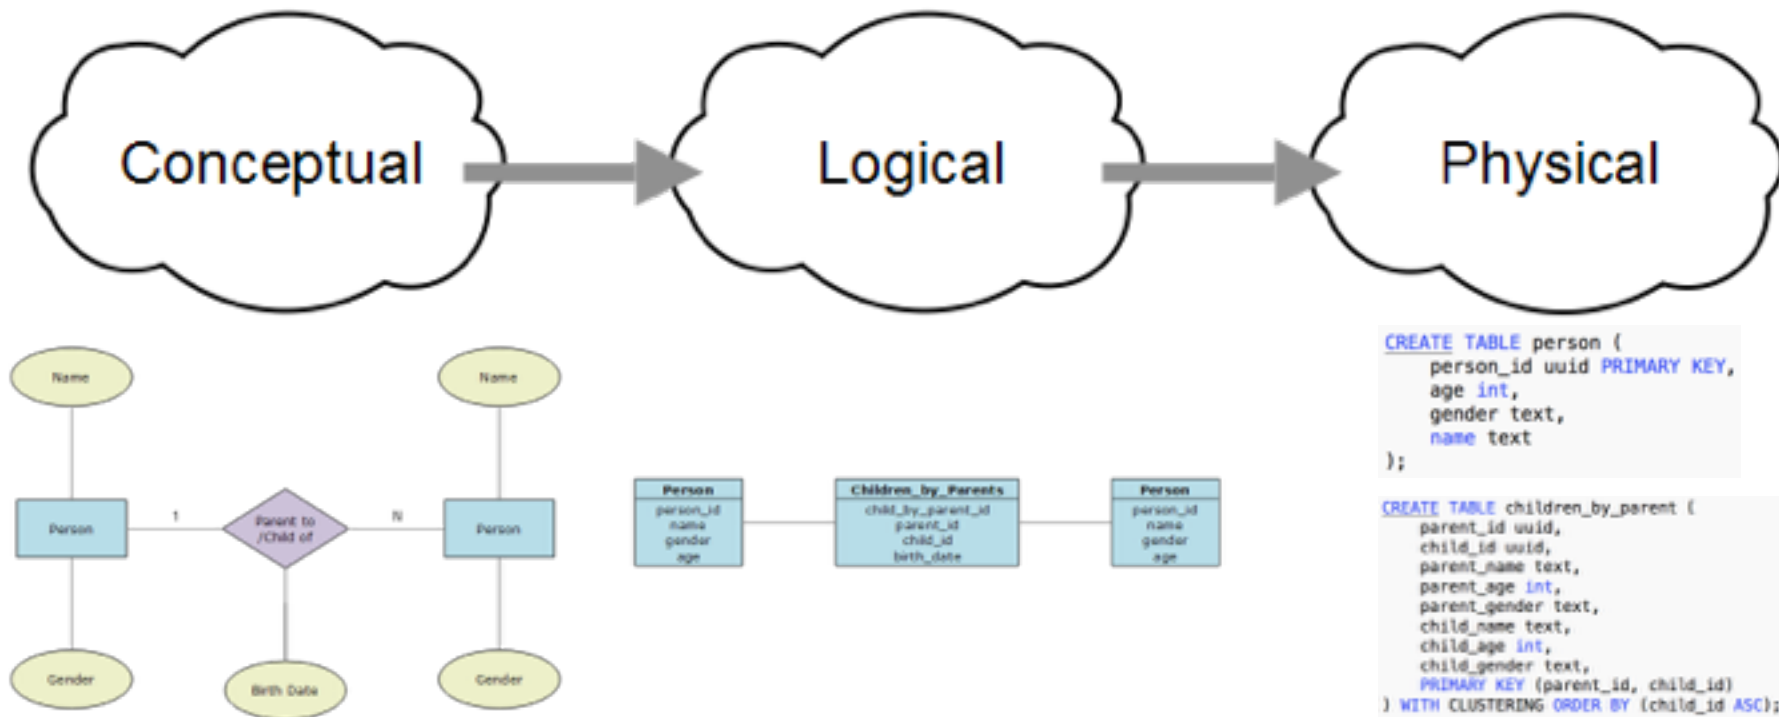 Conceptual
Logical
Physical
Name
Name
Person
1
Parent to
/Child of
N
Person
Gender
Birth Date
Gender
Person
person_id
name
gender
age
Children_by_Parents
child_by_parent_id
parent_id
child_id
birth_date
Person
person_id
name
gender
age
CREATE TABLE person (
person_id uuid PRIMARY KEY,
age int,
gender text,
name text
);
CREATE TABLE children_by_parent (
parent_id uuid,
child_id uuid,
parent_name text,
parent_age int,
parent_gender text,
child_name text,
child_age int,
child_gender text,
PRIMARY KEY (parent_id, child_id)
) WITH CLUSTERING ORDER BY (child_id ASC);